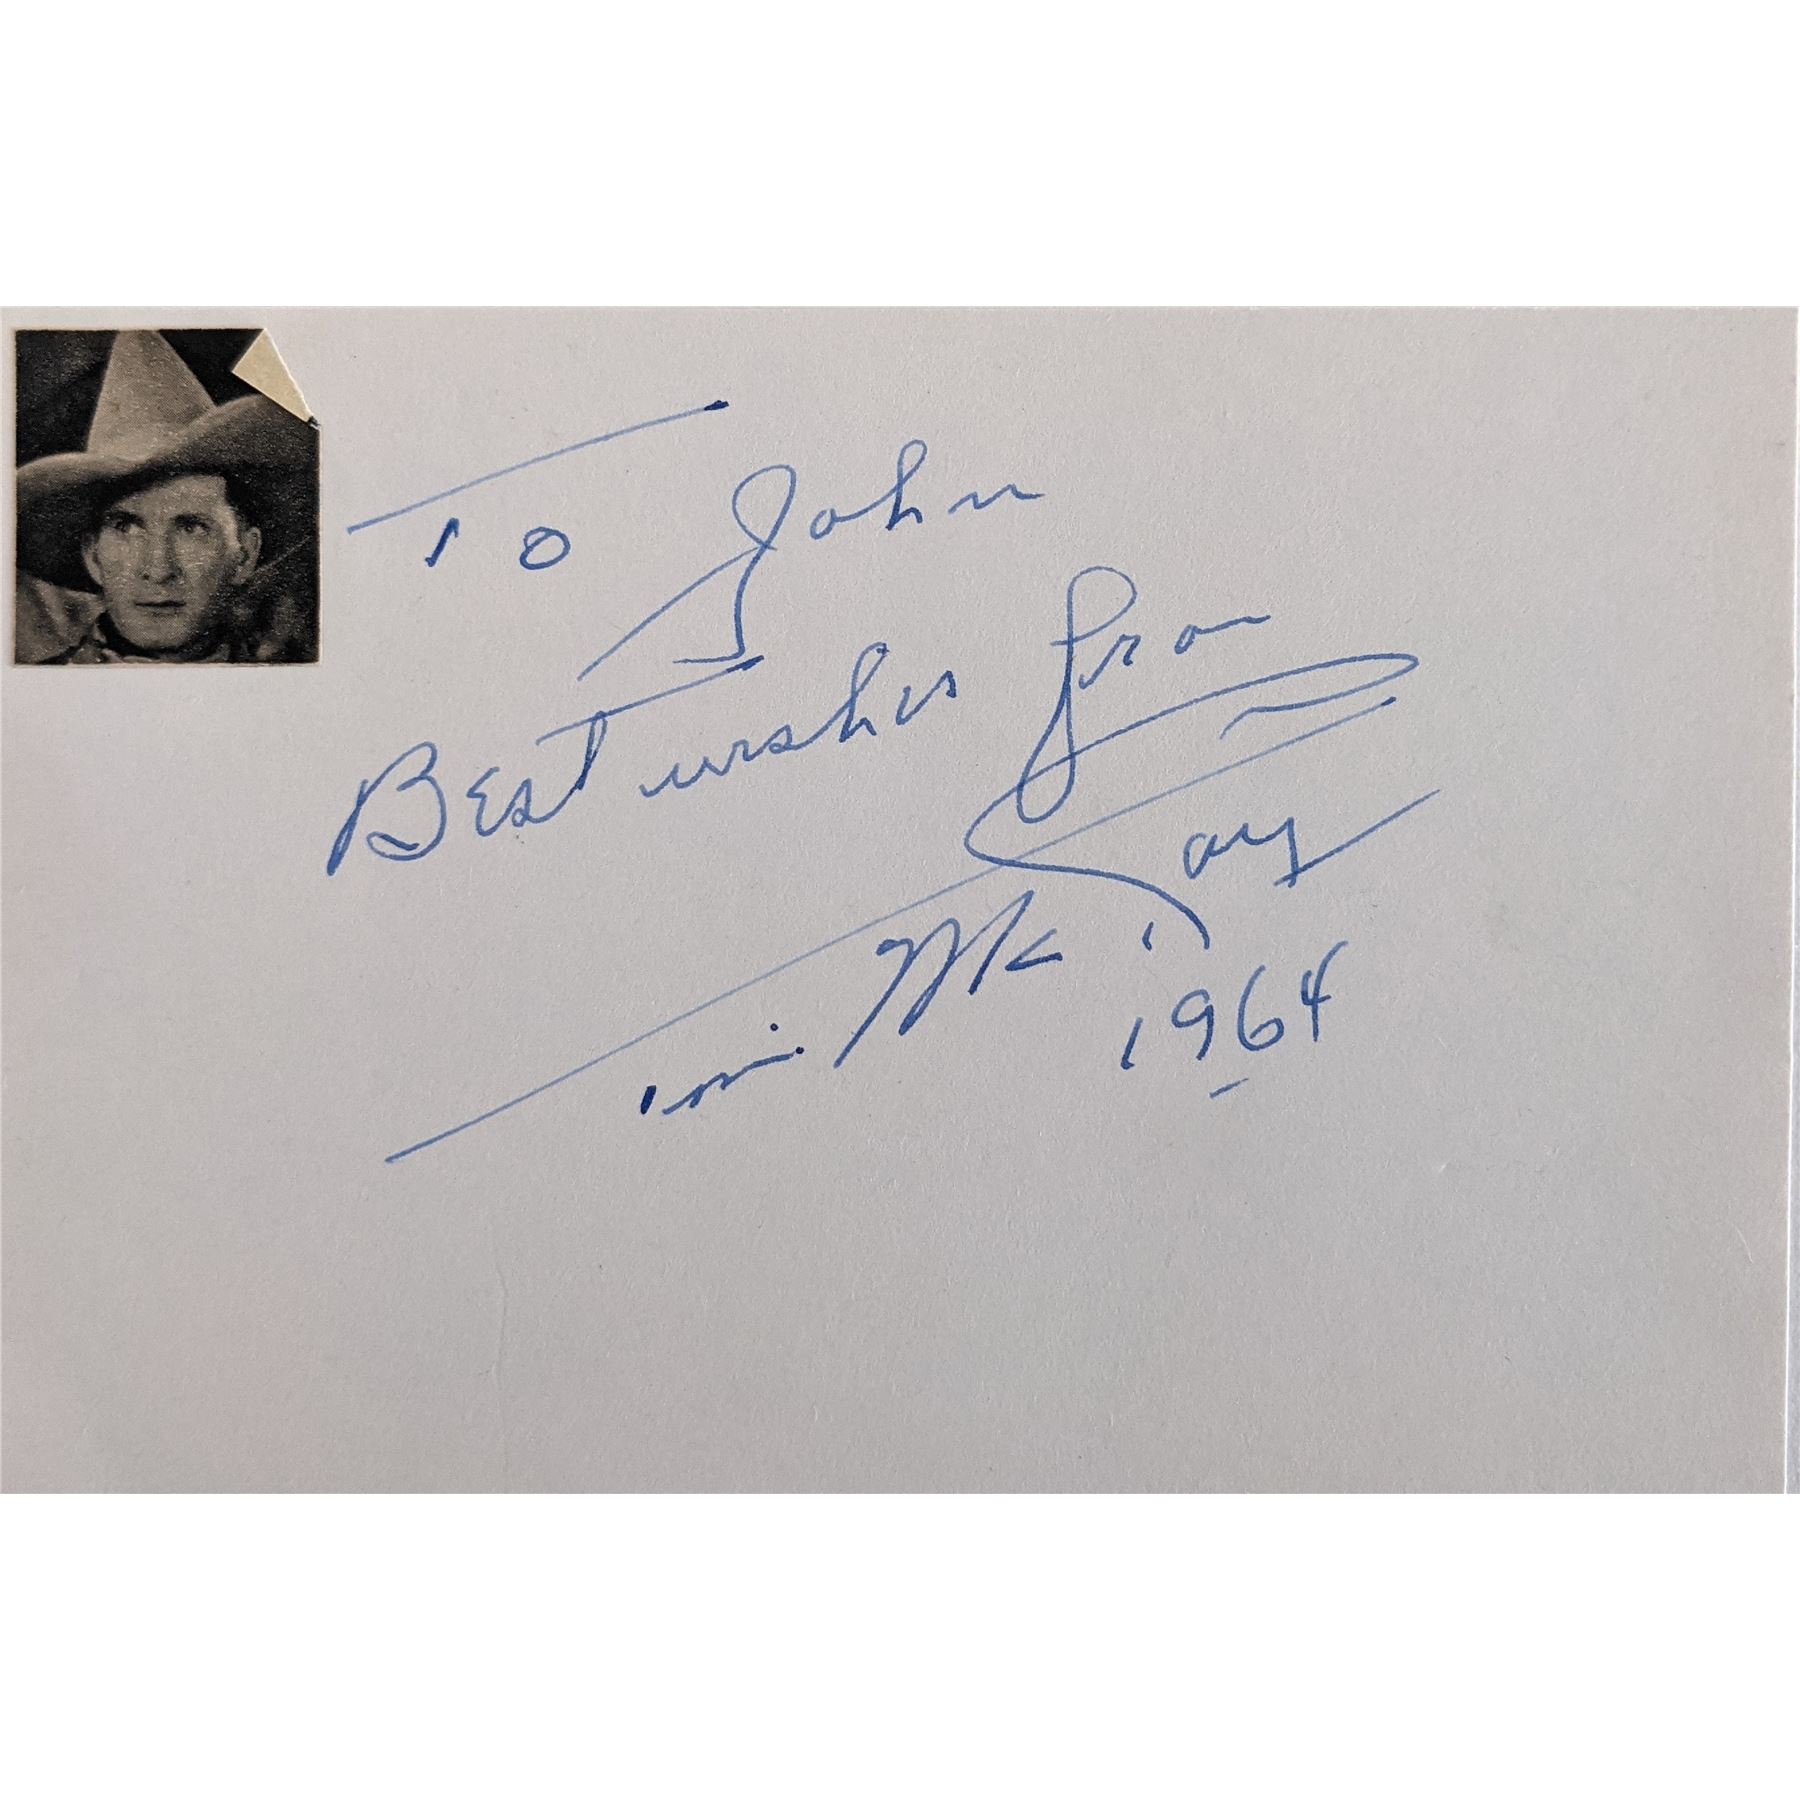 To John
Best wishes from
Tim McCoy
1964